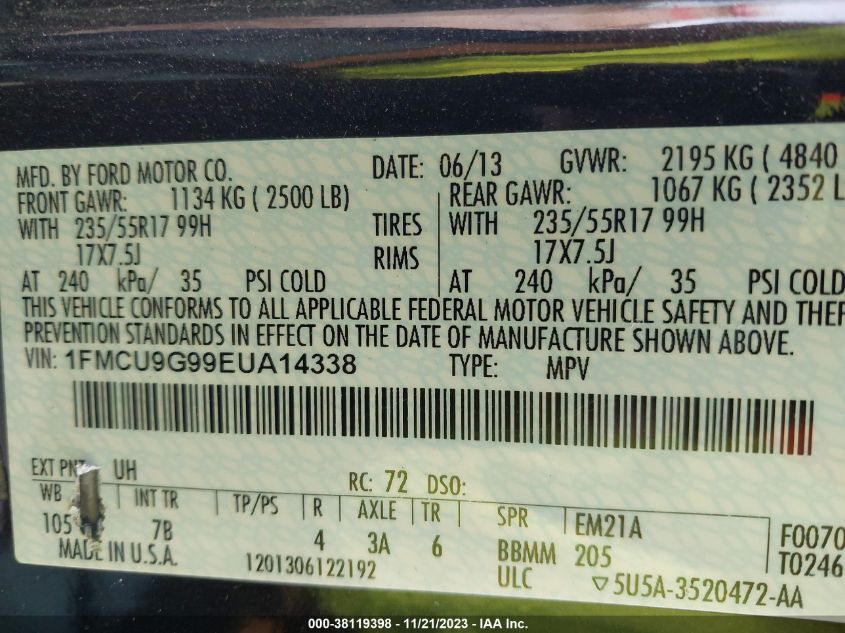 MFD. BY FORD MOTOR CO. DATE: 06/13 GVWR: 2195 KG ( 4840
FRONT GAWR: 1134 KG ( 2500 LB) REAR GAWR: 1067 KG ( 2352 L
WITH 235/55R17 99H TIRES WITH 235/55R17 99H
17X7.5J RIMS 17X7.5J
AT 240 kPa/ 35 PSI COLD AT 240 kPa/ 35 PSI COLD
THIS VEHICLE CONFORMS TO ALL APPLICABLE FEDERAL MOTOR VEHICLE SAFETY AND THEF
PREVENTION STANDARDS IN EFFECT ON THE DATE OF MANUFACTURE SHOWN ABOVE.
VIN: 1FMCU9G99EUA14338 TYPE: MPV
EXT PNT UH RC: 72 DSO:
WB INT TR TP/PS R AXLE TR SPR EM21A F0070
105 7B 4 3A 6 BBMM 205 T0246
MADE IN U.S.A. 1201306122192 ULC ▽5U5A-3520472-AA
000-38119398 - 11/21/2023 - IAA Inc.